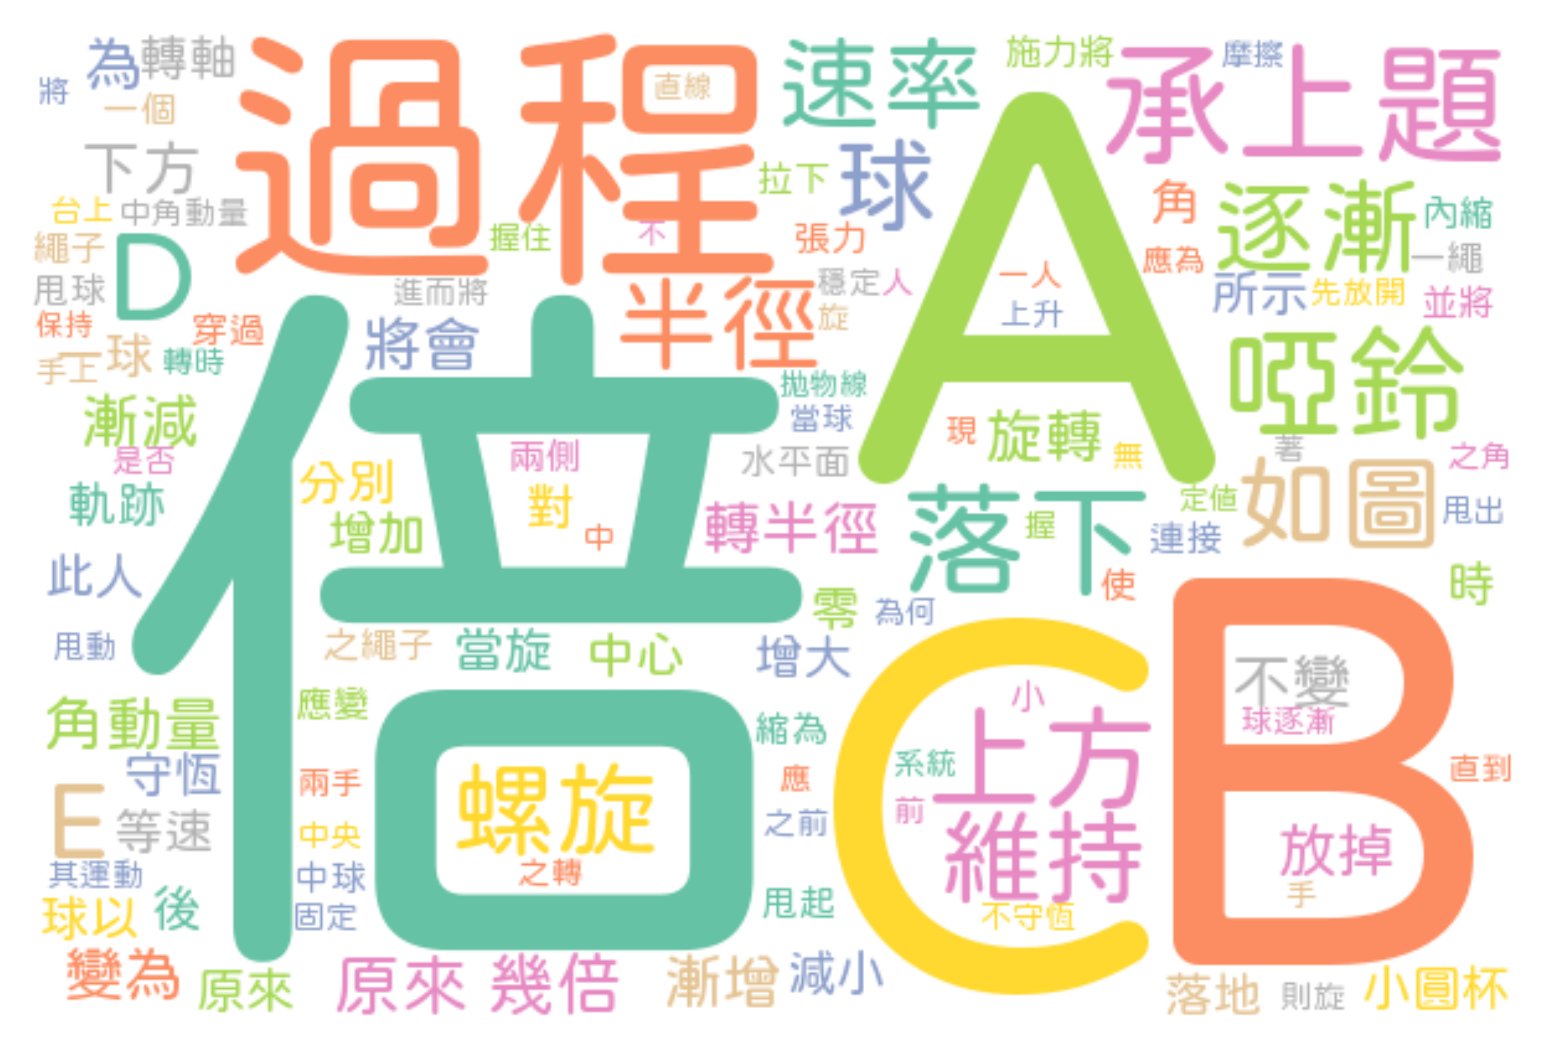 為
轉軸
過程
直線
速率
施力將
摩擦
承上題
將
一個
下方
球
拉下
A
角
逐漸
內縮
台上
中角動量
D
握住
不
張力
應為
一繩
繩子
甩球
進而將
半徑
穩定
人
一人
所示
先放開
並將
保持
穿過
將會
旋
上升
手上
一球
轉時
倍
拋物線
啞鈴
漸減
當球
現
旋轉
無
著
是否
分別
兩側
水平面
如圖
之角
軌跡
增加
對
中
轉半徑
落下
握
定值
連接
甩出
此人
使
時
甩動
之繩子
當旋
中心
零
為何
增大
C
B
不變
角動量
應變
縮為
小
上方
球逐漸
守恆
兩手
螺旋
應
系統
直到
E
等速
中央
之前
前
維持
放掉
其運動
中球
之轉
手
球以
後
固定
甩起
不守恆
變為
原來
原來
幾倍
漸增
減小
落地
則旋
小圓杯